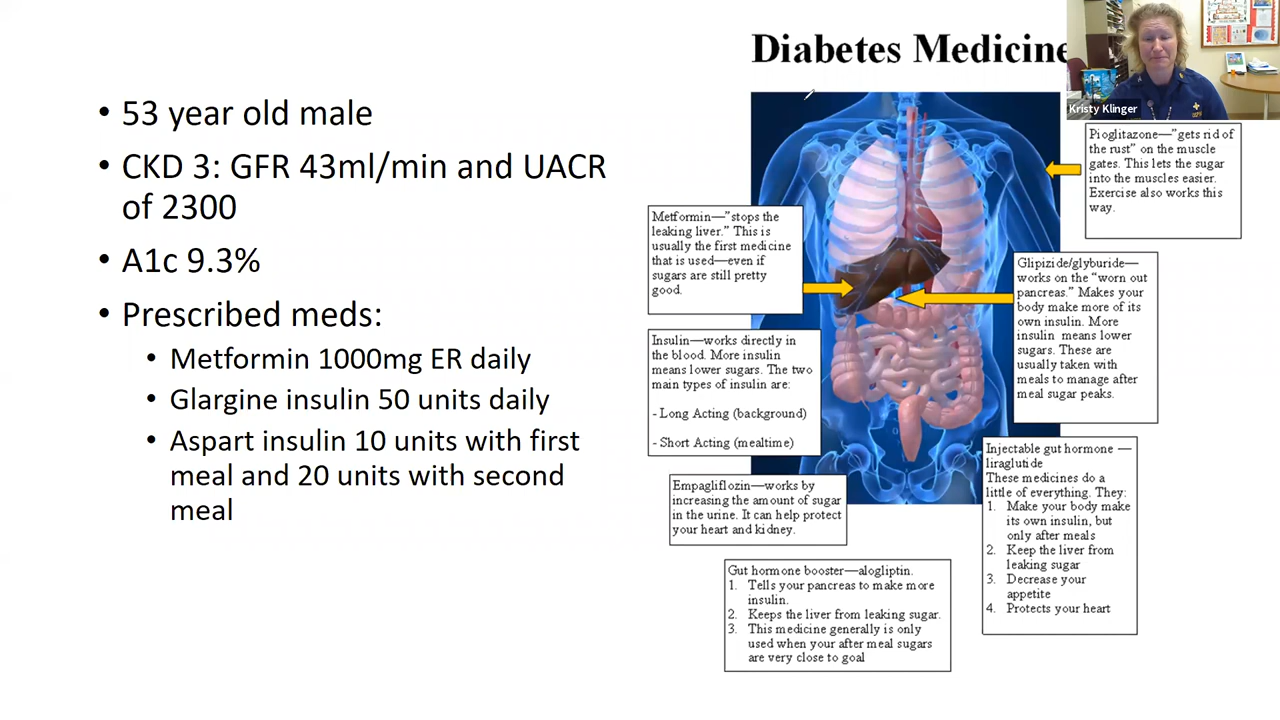 Diabetes Medicine
Kristy Klinger
• 53 year old male
• CKD 3: GFR 43ml/min and UACR
of 2300
• A1c 9.3%
• Prescribed meds:
• Metformin 1000mg ER daily
• Glargine insulin 50 units daily
• Aspart insulin 10 units with first
meal and 20 units with second
meal
Pioglitazone—"gets rid of
the rust" on the muscle
gates. This lets the sugar
into the muscles easier.
Exercise also works this
way.
Metformin—"stops the
leaking liver." This is
usually the first medicine
that is used—even if
sugars are still pretty
good.
Glipizide/glyburide—
works on the "worn out
pancreas." Makes your
body make more of its
own insulin. More
insulin means lower
sugars. These are
usually taken with
meals to manage after
meal sugar peaks.
Insulin—works directly in
the blood. More insulin
means lower sugars. The two
main types of insulin are:
- Long Acting (background)
- Short Acting (mealtime)
Injectable gut hormone —
liraglutide
These medicines do a
little of everything. They:
1. Make your body make
its own insulin, but
only after meals
2. Keep the liver from
leaking sugar
3. Decrease your
appetite
4. Protects your heart
Empagliflozin—works by
increasing the amount of sugar
in the urine. It can help protect
your heart and kidney.
Gut hormone booster—alogliptin.
1. Tells your pancreas to make more
insulin.
2. Keeps the liver from leaking sugar.
3. This medicine generally is only
used when your after meal sugars
are very close to goal